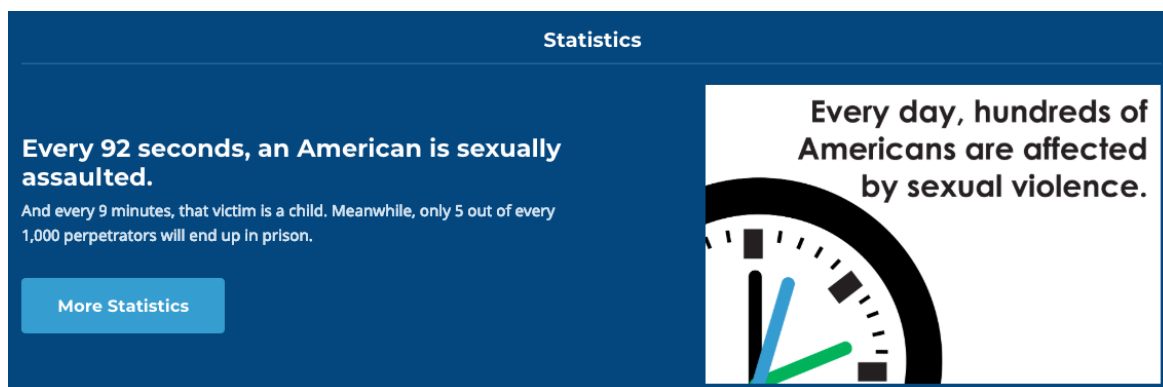 Statistics
Every 92 seconds, an American is sexually
assaulted.
And every 9 minutes, that victim is a child. Meanwhile, only 5 out of every
1,000 perpetrators will end up in prison.
More Statistics
Every day, hundreds of
Americans are affected
by sexual violence.